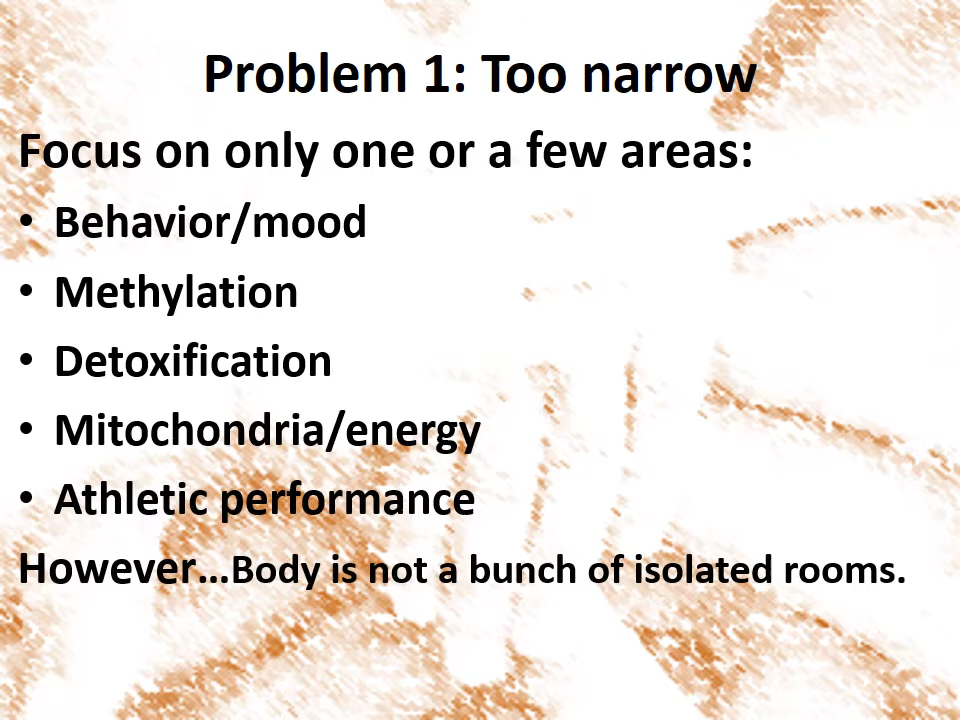 Problem 1: Too narrow
Focus on only one or a few areas:
• Behavior/mood
• Methylation
• Detoxification
• Mitochondria/energy
• Athletic performance
However…Body is not a bunch of isolated rooms.